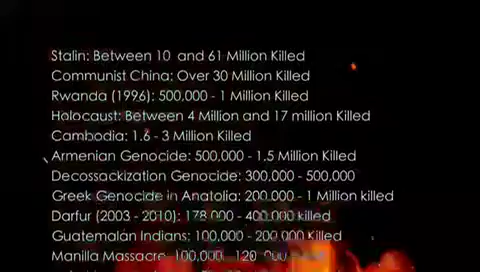 Stalin: Between 10 and 61 Million Killed
Communist China: Over 30 Million Killed
Rwanda (1996): 500,000 - 1 Million Killed
Holocaust: Between 4 Million and 17 million Killed
Cambodia: 1.6 - 3 Million Killed
Armenian Genocide: 500,000 - 1.5 Million Killed
Decossackization Genocide: 300,000 - 500,000
Greek Genocide in Anatolia: 200,000 - 1 Million killed
Darfur (2003 - 2010): 178,000 - 400,000 killed
Guatemalan Indians: 100,000 - 200,000 Killed
Manilla Massacre: 100,000